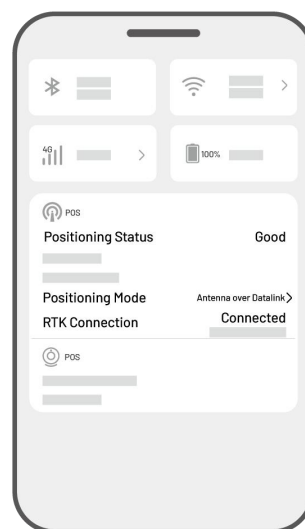 4G
100%
POS
Positioning Status Good
Positioning Mode Antenna over Datalink
RTK Connection Connected
POS